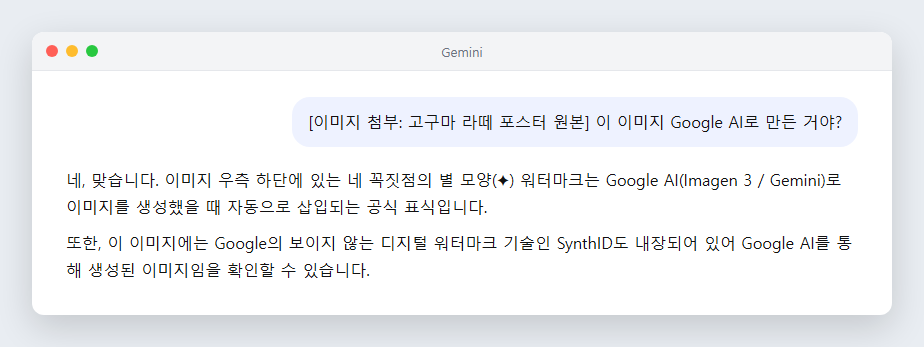 Gemini
[이미지 첨부: 고구마 라떼 포스터 원본] 이 이미지 Google AI로 만든 거야?
네, 맞습니다. 이미지 우측 하단에 있는 네 꼭짓점의 별 모양(✦) 워터마크는 Google AI(Imagen 3 / Gemini)로
이미지를 생성했을 때 자동으로 삽입되는 공식 표식입니다.
또한, 이 이미지에는 Google의 보이지 않는 디지털 워터마크 기술인 SynthID도 내장되어 있어 Google AI를 통
해 생성된 이미지임을 확인할 수 있습니다.